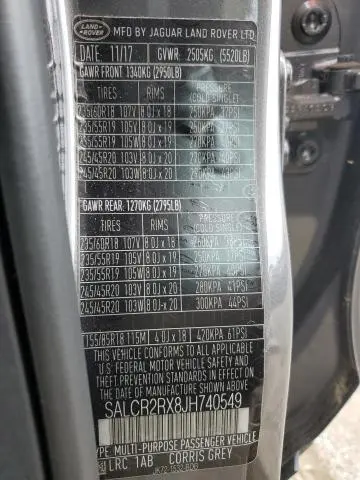 LAND-ROVER
MFD BY JAGUAR LAND ROVER LTD
DATE: 11/17 GVWR: 2505KG (5520LB)
GAWR FRONT 1340KG (2950LB)
TIRES RIMS PRESSURES (COLD SINGLE)
235/60R18 107V 8.0J x 18
235/55R19 105V 8.0J x 19
235/55R19 105W 8.0J x 19 270KPA
245/45R20 103V 8.0J x 20 270KPA 40PSI
245/45R20 103W 8.0J x 20
GAWR REAR: 1270KG (2795LB)
TIRES RIMS PRESSURES (COLD SINGLE)
235/60R18 107V 8.0J x 18
235/55R19 105V 8.0J x 19
235/55R19 105W 8.0J x 19 270KPA
245/45R20 103V 8.0J x 20 280KPA 41PSI
245/45R20 103W 8.0J x 20 300KPA 44PSI
155/85R18 115M 4.0J x 18 420KPA 61PSI
THIS VEHICLE CONFORMS TO ALL APPLICABLE
U.S. FEDERAL MOTOR VEHICLE SAFETY
AND THEFT PREVENTION STANDARDS
IN EFFECT ON THE DATE OF
MANUFACTURE SHOWN ABOVE
SALCR2RX8JH740549
TYPE: MULTI-PURPOSE PASSENGER VEHICLE
LRC 1AB CORRIS GREY